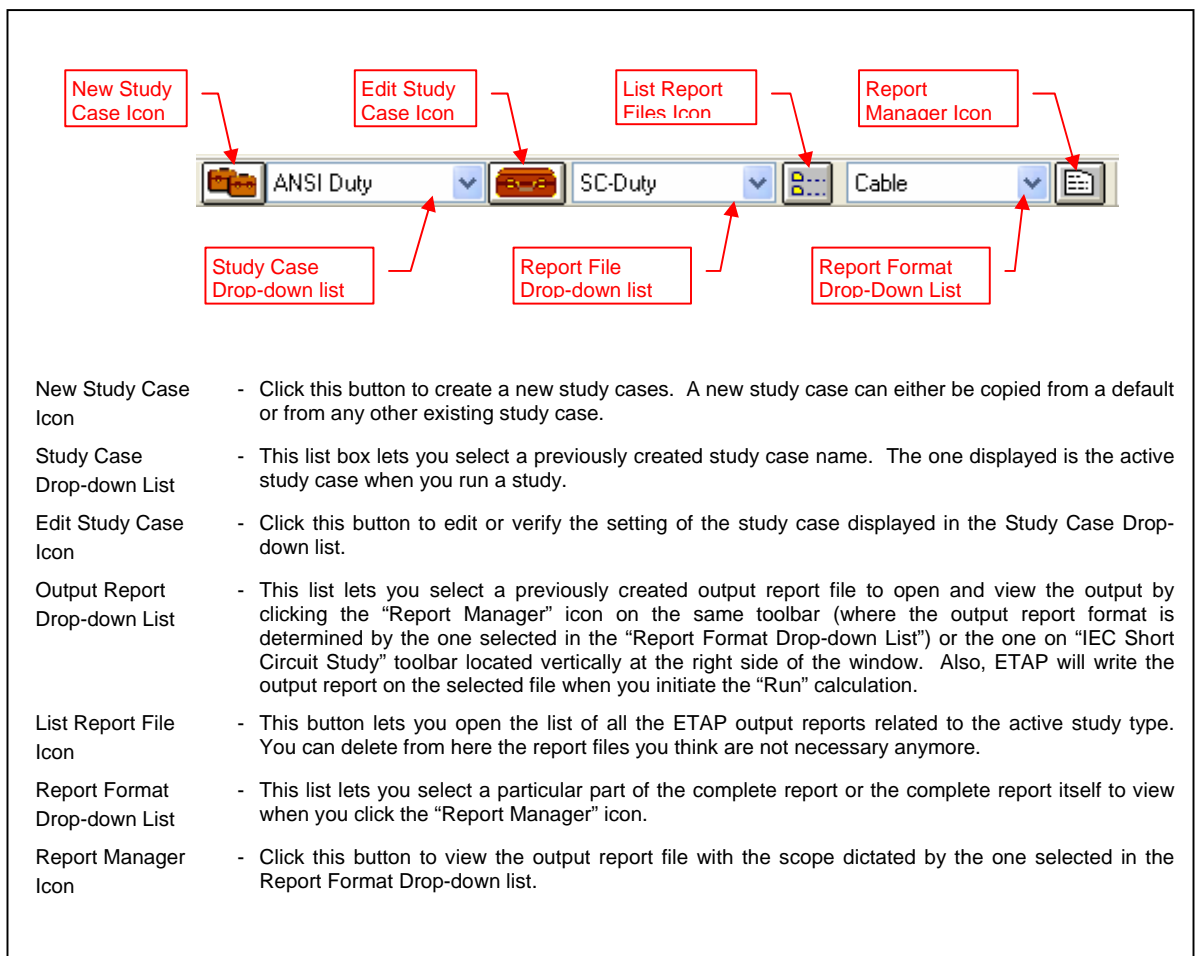 New Study
Case Icon
Edit Study
Case Icon
List Report
Files Icon
Report
Manager Icon
ANSI Duty
SC-Duty
Cable
Study Case
Drop-down list
Report File
Drop-down list
Report Format
Drop-Down List
New Study Case Icon - Click this button to create a new study cases. A new study case can either be copied from a default
or from any other existing study case.
Study Case Drop-down List - This list box lets you select a previously created study case name. The one displayed is the active
study case when you run a study.
Edit Study Case Icon - Click this button to edit or verify the setting of the study case displayed in the Study Case Drop-
down list.
Output Report Drop-down List - This list lets you select a previously created output report file to open and view the output by
clicking the “Report Manager” icon on the same toolbar (where the output report format is
determined by the one selected in the “Report Format Drop-down List”) or the one on “IEC Short
Circuit Study” toolbar located vertically at the right side of the window. Also, ETAP will write the
output report on the selected file when you initiate the “Run” calculation.
List Report File Icon - This button lets you open the list of all the ETAP output reports related to the active study type.
You can delete from here the report files you think are not necessary anymore.
Report Format Drop-down List - This list lets you select a particular part of the complete report or the complete report itself to view
when you click the “Report Manager” icon.
Report Manager Icon - Click this button to view the output report file with the scope dictated by the one selected in the
Report Format Drop-down list.